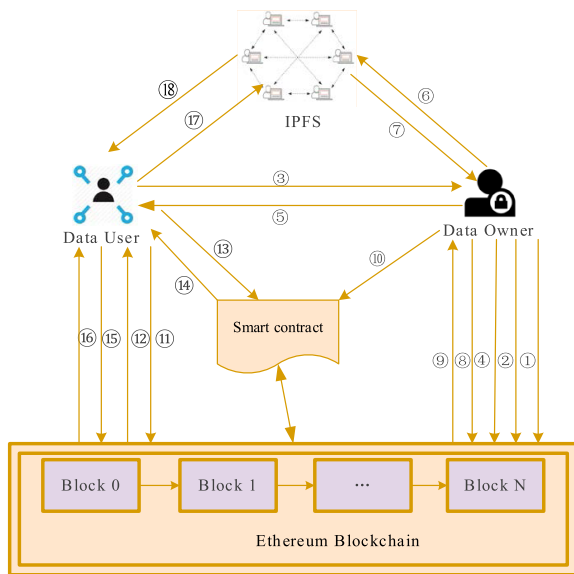 ⑱
⑰
IPFS
⑥
⑦
③
⑤
Data User
Data Owner
⑬
⑭
⑩
Smart contract
⑯ ⑮ ⑫ ⑪
⑨ ⑧ ④ ② ①
Block 0 Block 1 ... Block N
Ethereum Blockchain